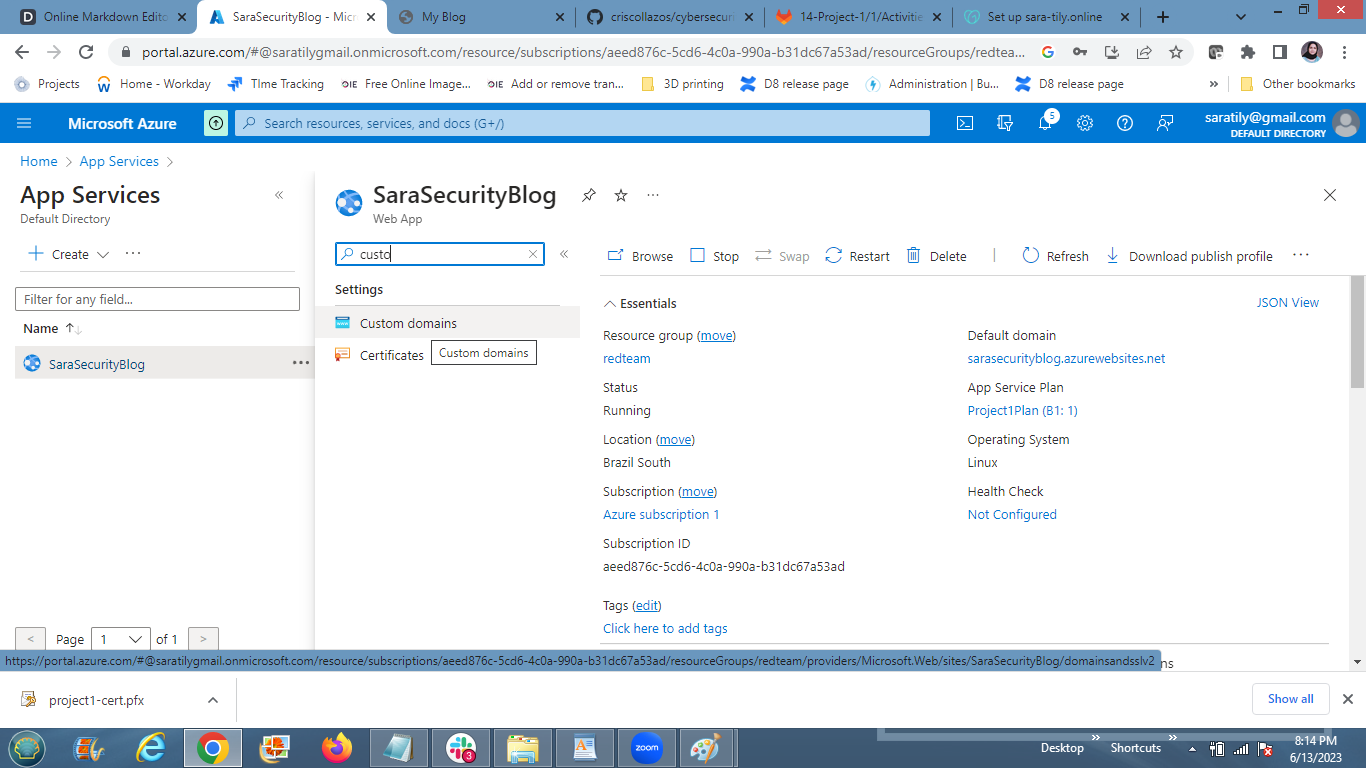 Online Markdown Edito
SaraSecurityBlog - Micr
My Blog
criscollazos/cybersecuri
14-Project-1/1/Activitie
Set up sara-tily.online
portal.azure.com/#@saratilygmail.onmicrosoft.com/resource/subscriptions/aeed876c-5cd6-4c0a-990a-b31dc67a53ad/resourceGroups/redtea...
Projects
Home - Workday
TIme Tracking
OIE Free Online Image...
OIE Add or remove tran...
3D printing
D8 release page
Administration | Bu...
D8 release page
»
Other bookmarks
Microsoft Azure
Search resources, services, and docs (G+/)
5
saratily@gmail.com
DEFAULT DIRECTORY
Home > App Services >
App Services
Default Directory
Create
Filter for any field...
Name
SaraSecurityBlog
< Page 1 of 1 >
SaraSecurityBlog
Web App
custo
Settings
Custom domains
Certificates
Custom domains
Browse
Stop
Swap
Restart
Delete
Refresh
Download publish profile
Essentials
JSON View
Resource group (move)
redteam
Status
Running
Location (move)
Brazil South
Subscription (move)
Azure subscription 1
Subscription ID
aeed876c-5cd6-4c0a-990a-b31dc67a53ad
Default domain
sarasecurityblog.azurewebsites.net
App Service Plan
Project1Plan (B1: 1)
Operating System
Linux
Health Check
Not Configured
Tags (edit)
Click here to add tags
https://portal.azure.com/#@saratilygmail.onmicrosoft.com/resource/subscriptions/aeed876c-5cd6-4c0a-990a-b31dc67a53ad/resourceGroups/redteam/providers/Microsoft.Web/sites/SaraSecurityBlog/domainsandsslv2
ns
project1-cert.pfx
Show all
zoom
3
Desktop »
Shortcuts »
8:14 PM
6/13/2023